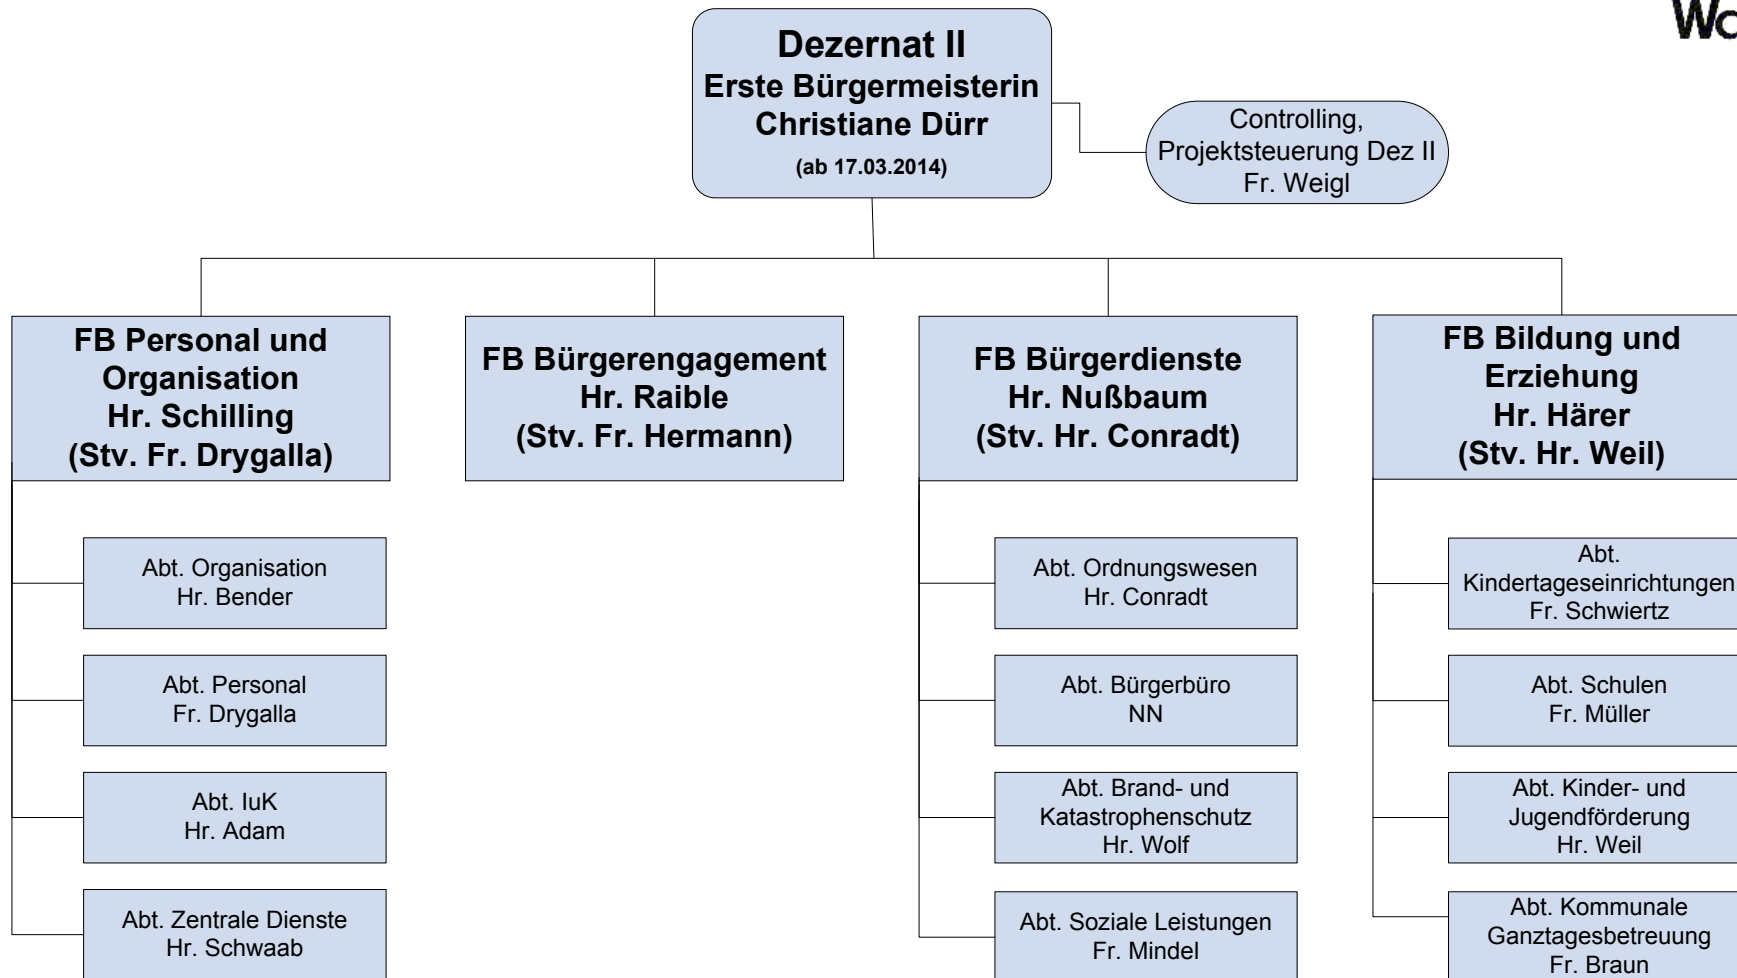 Dezernat II
Erste Bürgermeisterin
Christiane Dürr
(ab 17.03.2014)
Controlling,
Projektsteuerung Dez II
Fr. Weigl
FB Personal und
Organisation
Hr. Schilling
(Stv. Fr. Drygalla)
FB Bürgerengagement
Hr. Raible
(Stv. Fr. Hermann)
FB Bürgerdienste
Hr. Nußbaum
(Stv. Hr. Conradt)
FB Bildung und
Erziehung
Hr. Härer
(Stv. Hr. Weil)
Abt. Organisation
Hr. Bender
Abt. Personal
Fr. Drygalla
Abt. IuK
Hr. Adam
Abt. Zentrale Dienste
Hr. Schwaab
Abt. Ordnungswesen
Hr. Conradt
Abt. Bürgerbüro
NN
Abt. Brand- und
Katastrophenschutz
Hr. Wolf
Abt. Soziale Leistungen
Fr. Mindel
Abt.
Kindertageseinrichtungen
Fr. Schwiertz
Abt. Schulen
Fr. Müller
Abt. Kinder- und
Jugendförderung
Hr. Weil
Abt. Kommunale
Ganztagesbetreuung
Fr. Braun